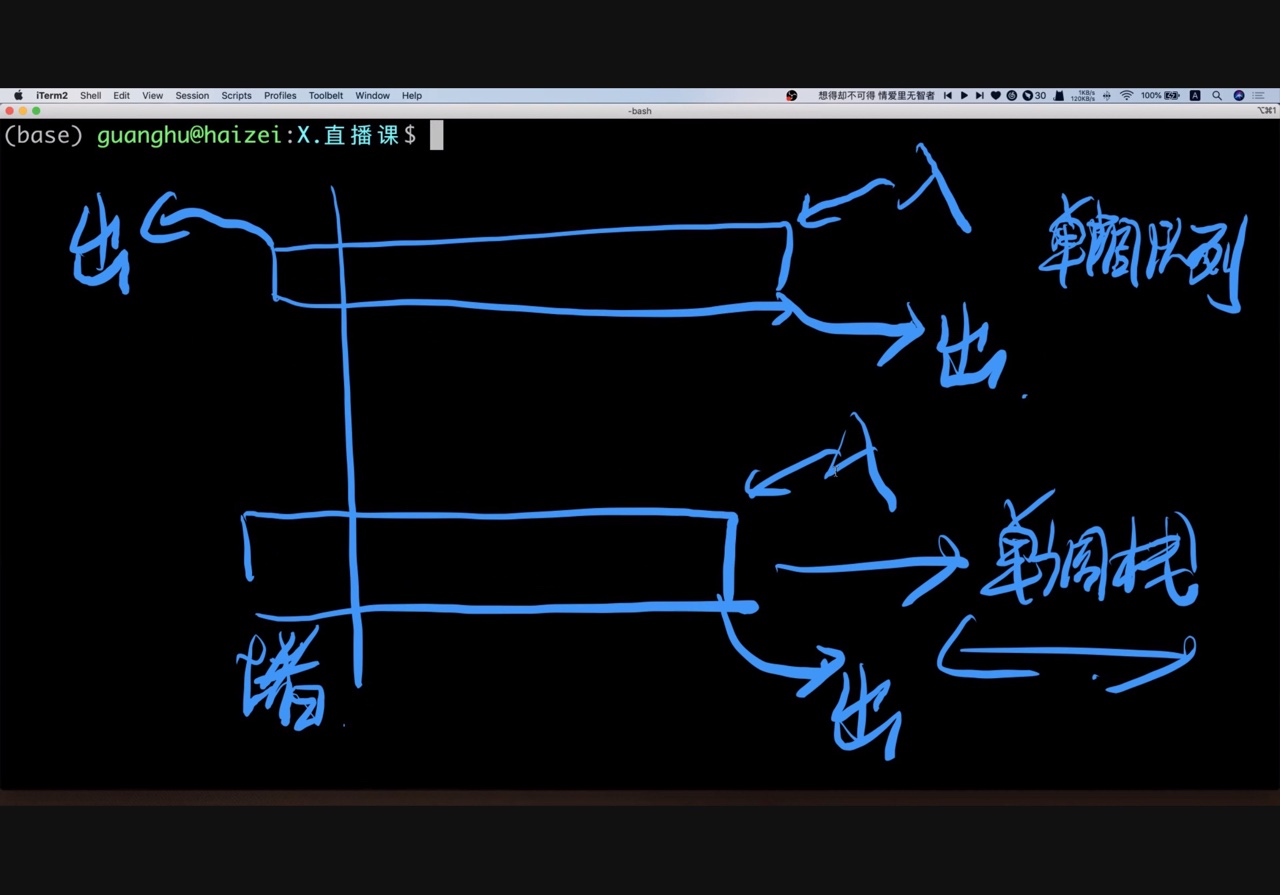 iTerm2 Shell Edit View Session Scripts Profiles Toolbelt Window Help 想得却不可得 情爱里无智者 30 1KB/s 120KB/s 100% A
-bash ⌥⌘1
(base) guanghu@haizei:X.直播课$
出 入 单调队列
出
入
单调栈
堵
出